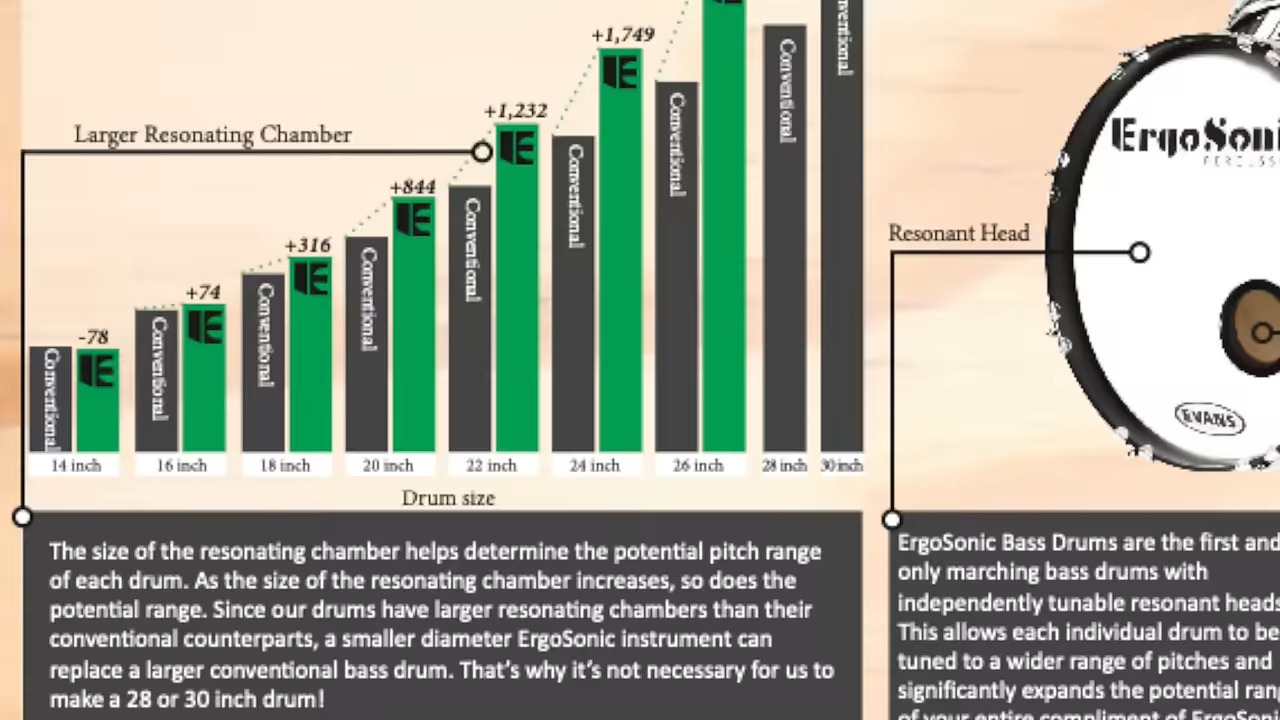 +1,749
+1,232
+844
+316
+74
-78
Larger Resonating Chamber
Conventional
Conventional
Conventional
Conventional
Conventional
Conventional
Conventional
Conventional
14 inch
16 inch
18 inch
20 inch
22 inch
24 inch
26 inch
28 inch
30 inch
Drum size
The size of the resonating chamber helps determine the potential pitch range
of each drum. As the size of the resonating chamber increases, so does the
potential range. Since our drums have larger resonating chambers than their
conventional counterparts, a smaller diameter ErgoSonic instrument can
replace a larger conventional bass drum. That's why it's not necessary for us to
make a 28 or 30 inch drum!
Resonant Head
ErgoSoni
PERCUSS
EVANS
ErgoSonic Bass Drums are the first and
only marching bass drums with
independently tunable resonant heads
This allows each individual drum to be
tuned to a wider range of pitches and
significantly expands the potential ran
of your entire compliment of ErgoSoni